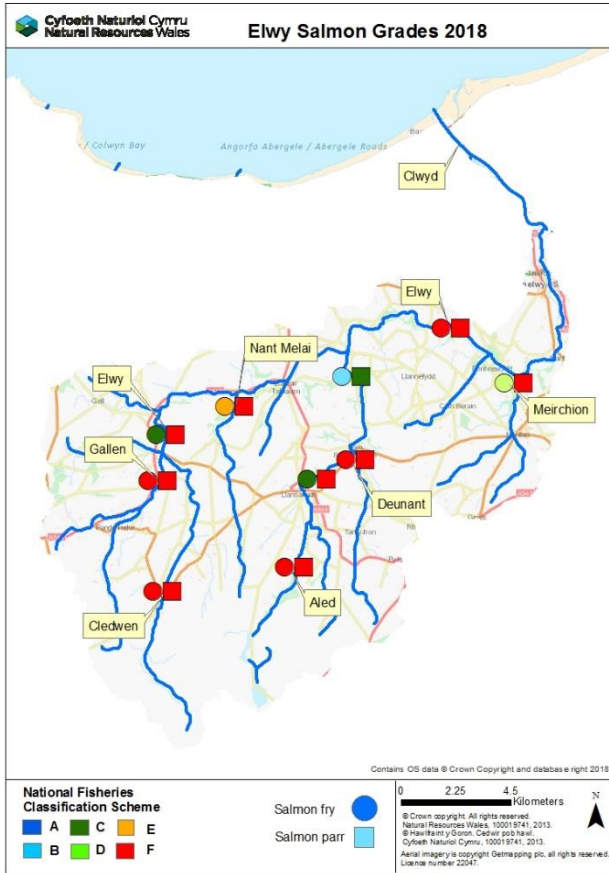 Cyfoeth Naturiol Cymru
Natural Resources Wales
Elwy Salmon Grades 2018
/ Colwyn Bay
Angorfa Abergele / Abergele Roads
Clwyd
Elwy
Nant Melai
Elwy
Llannefydd
Meirchion
Gallen
Deunant
Aled
Cledwen
Contains OS data © Crown Copyright and database right 2018
National Fisheries
Classification Scheme
A C E
B D F
Salmon fry
Salmon parr
0 2.25 4.5
Kilometers
N
© Crown copyright. All rights reserved.
Natural Resources Wales, 100019741, 2013.
© Hawlfraint y Goron. Cedwir pob hawl.
Cyfoeth Naturiol Cymru, 100019741, 2013.
Aerial imagery is copyright Getmapping plc, all rights reserved.
Licence number 22047.